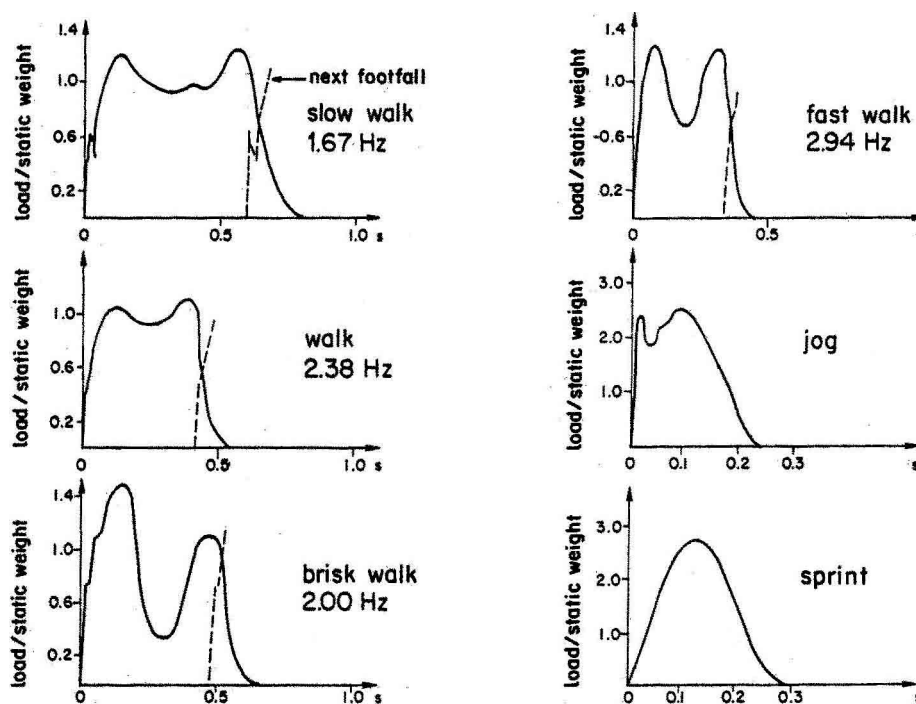 load/static weight
1.4
1.0
0.6
0.2
0
0.5
1.0 s
next footfall
slow walk
1.67 Hz
load/static weight
1.4
1.0
-0.6
0.2
0
0.5
fast walk
2.94 Hz
load/static weight
1.0
0.6
0.2
0
0.5
1.0 s
walk
2.38 Hz
load/static weight
3.0
2.0
1.0
0
0.1
0.2
0.3
s
jog
load/static weight
1.4
1.0
0.6
0.2
0
0.5
1.0 s
brisk walk
2.00 Hz
load/static weight
3.0
2.0
1.0
0
0.1
0.2
0.3
s
sprint